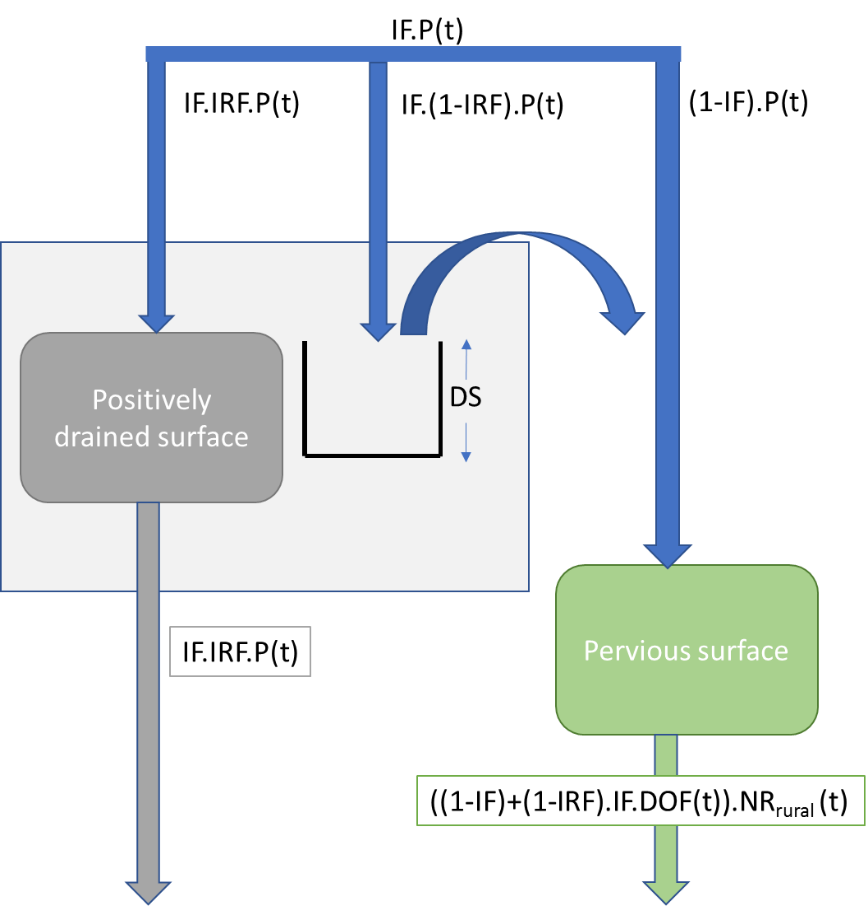 IF.P(t)
IF.IRF.P(t)
IF.(1-IRF).P(t)
(1-IF).P(t)
DS
Positively
drained surface
IF.IRF.P(t)
Pervious surface
((1-IF)+(1-IRF).IF.DOF(t)).NRrural (t)